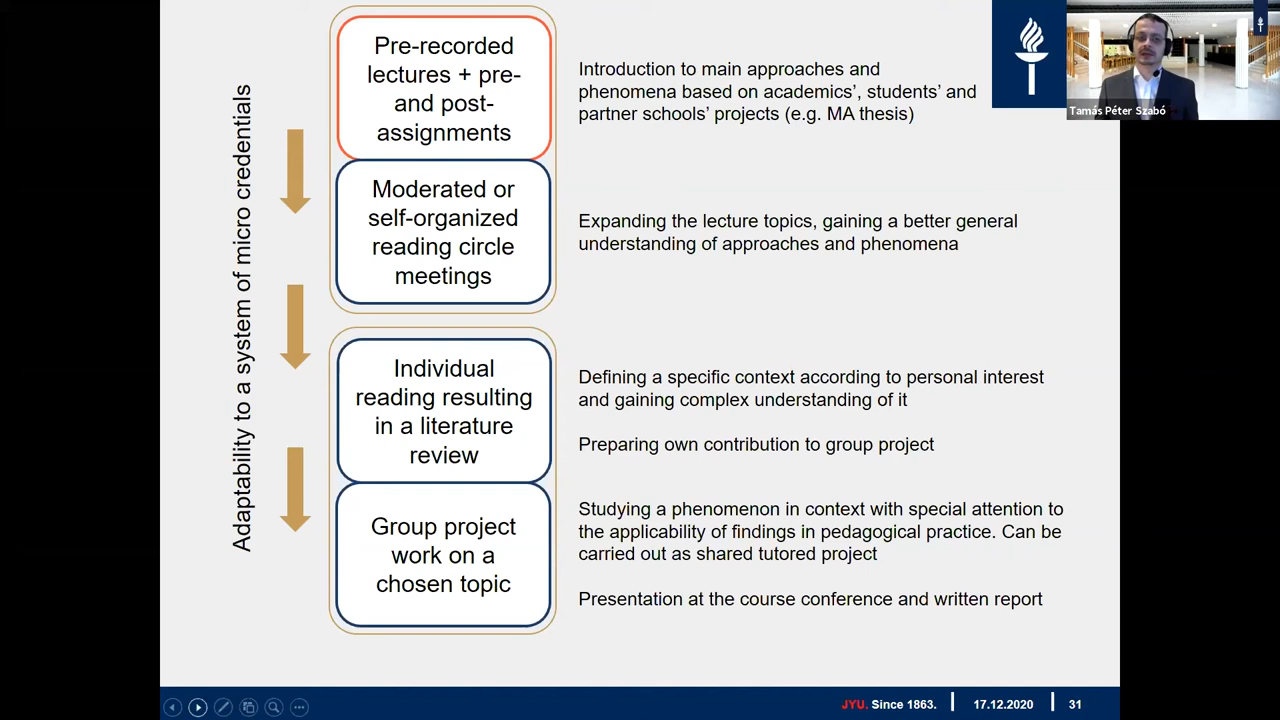 Adaptability to a system of micro credentials
Pre-recorded
lectures + pre-
and post-
assignments
Introduction to main approaches and
phenomena based on academics’, students’ and
partner schools’ projects (e.g. MA thesis)
Moderated or
self-organized
reading circle
meetings
Expanding the lecture topics, gaining a better general
understanding of approaches and phenomena
Individual
reading resulting
in a literature
review
Defining a specific context according to personal interest
and gaining complex understanding of it
Preparing own contribution to group project
Group project
work on a
chosen topic
Studying a phenomenon in context with special attention to
the applicability of findings in pedagogical practice. Can be
carried out as shared tutored project
Presentation at the course conference and written report
Tamás Péter Szabó
JYU. Since 1863.
17.12.2020
31